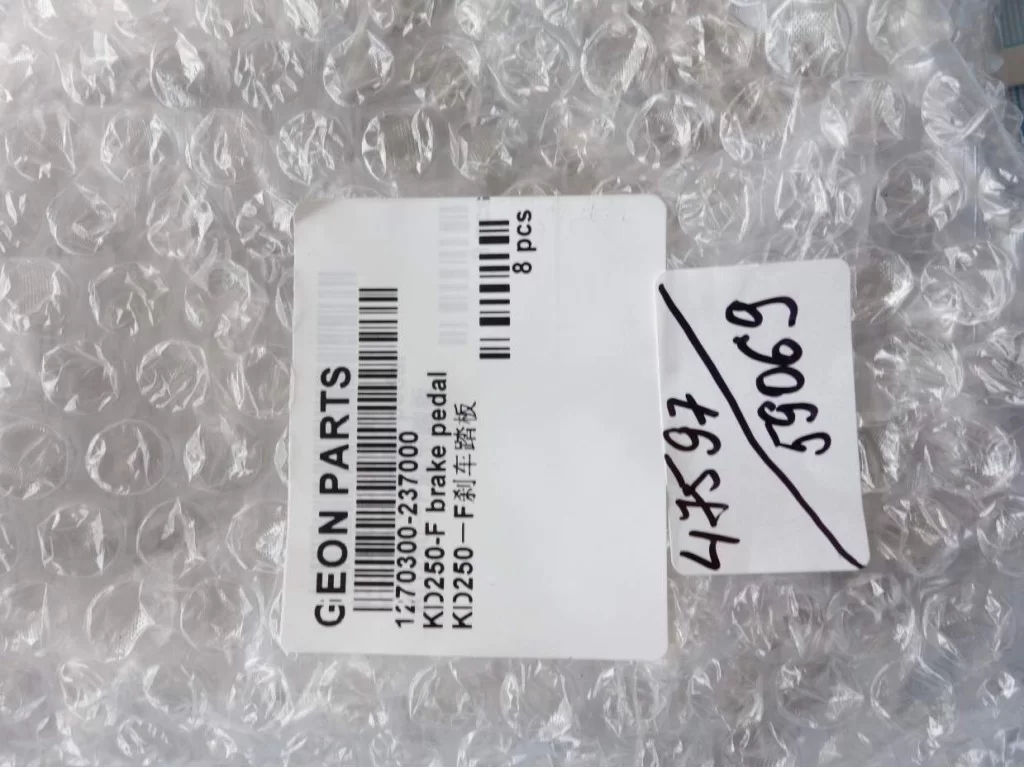 GEON PARTS
1270300-237000
KD250-F brake pedal
KD250—F刹车踏板
8 pcs
47597
59069